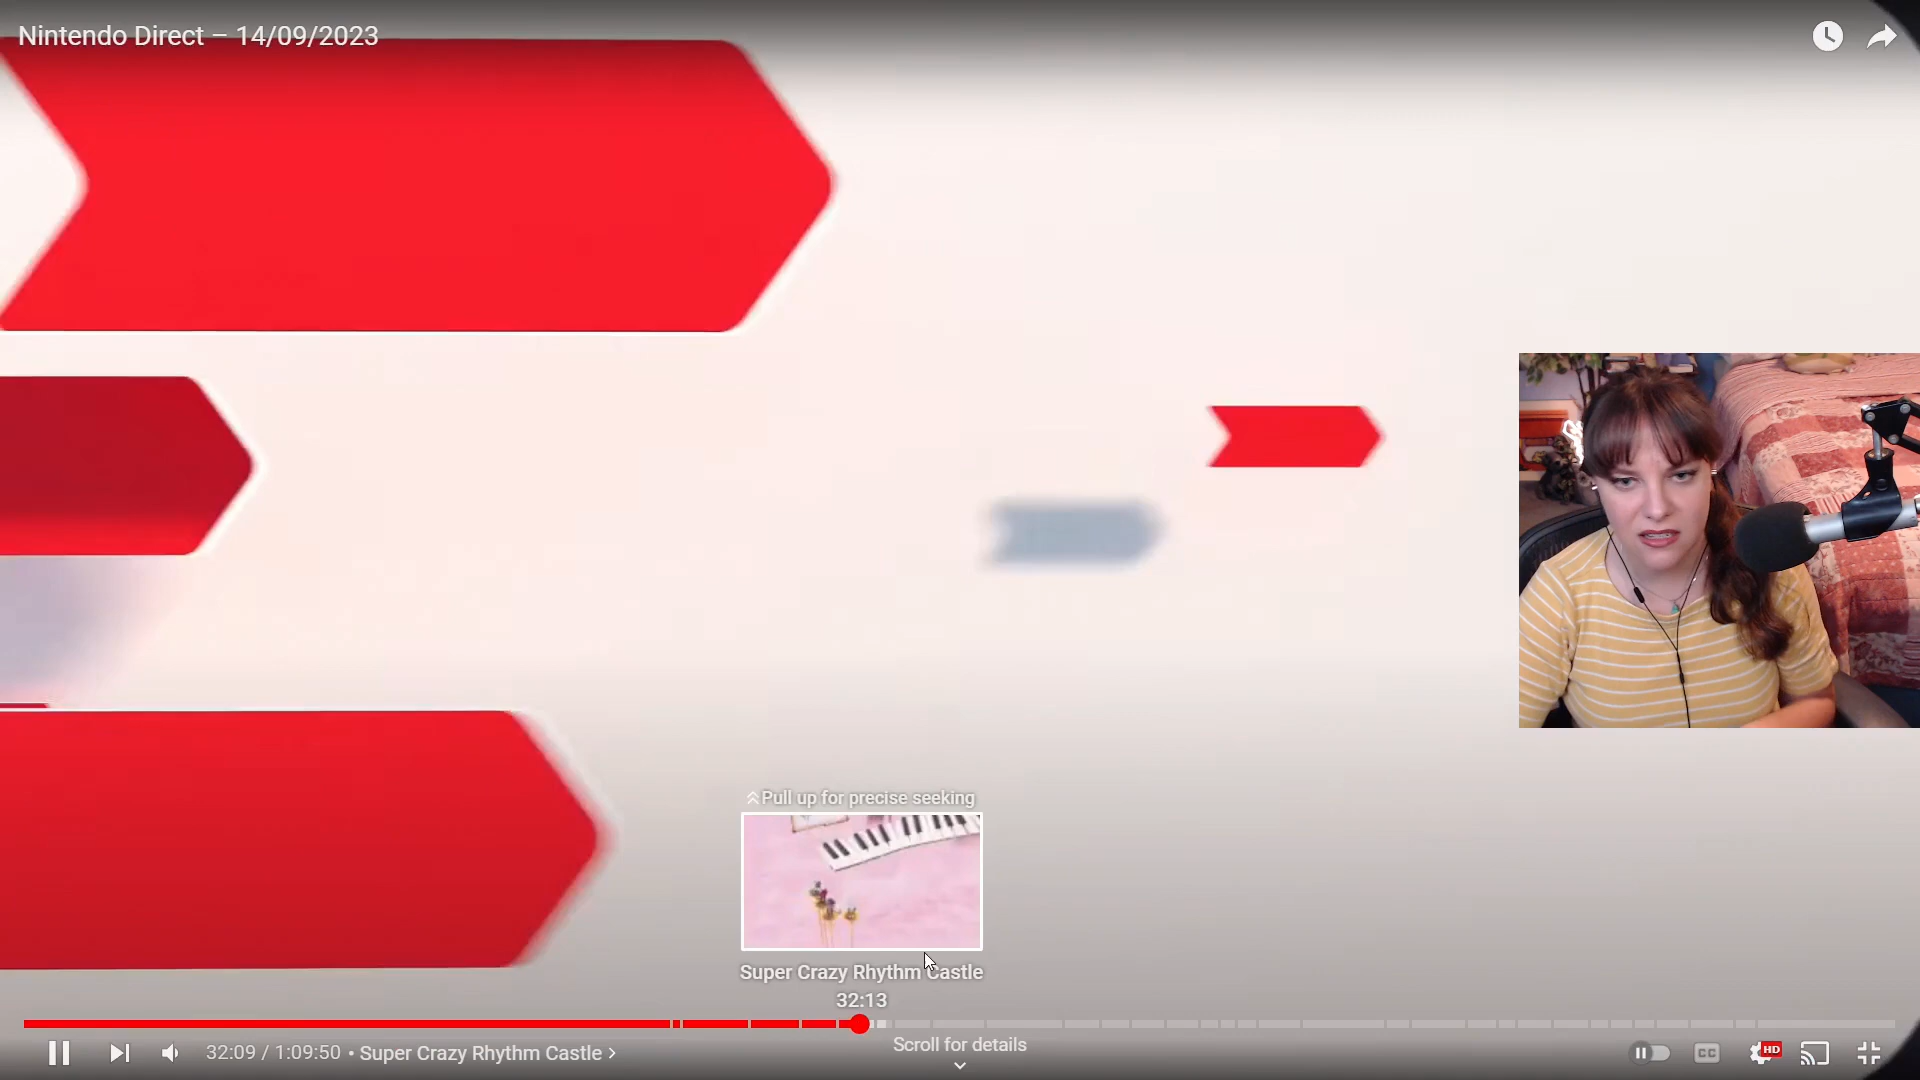 Nintendo Direct – 14/09/2023
Pull up for precise seeking
Super Crazy Rhythm Castle
32:13
32:09 / 1:09:50 • Super Crazy Rhythm Castle
Scroll for details
CC
HD